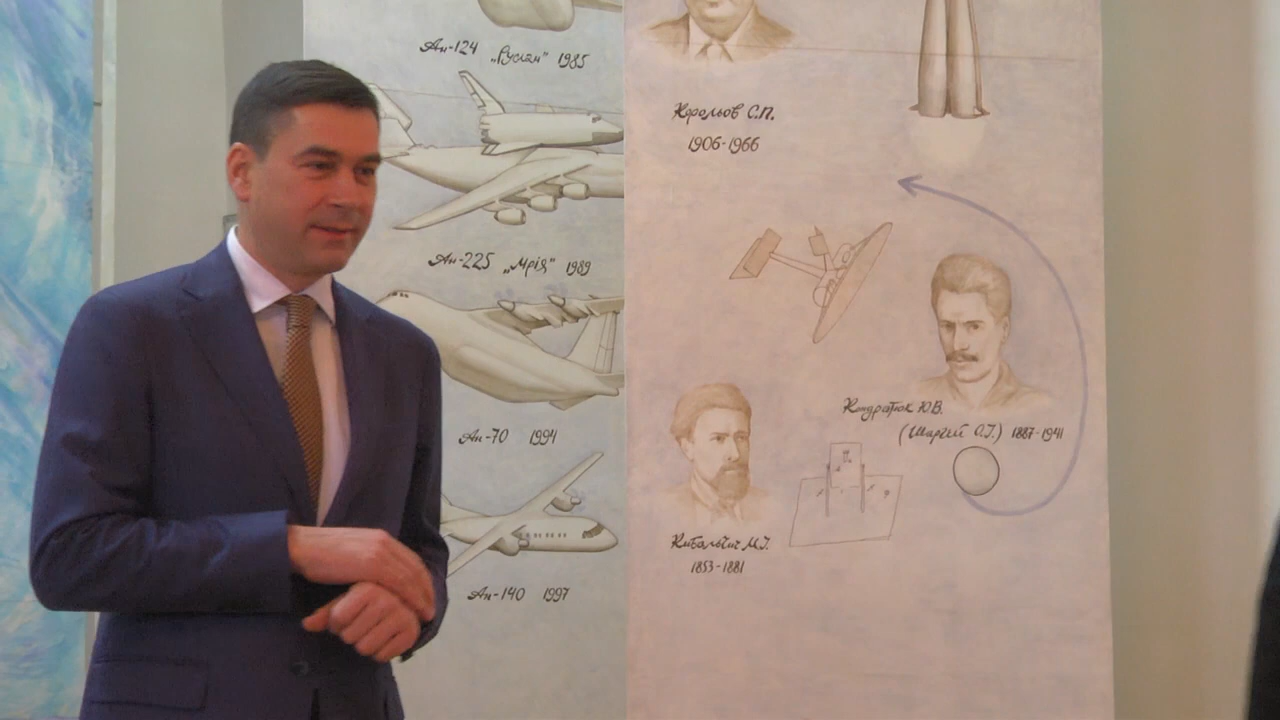 Ан-124 „Руслан" 1985
Ан-225 „Мрія" 1989
Ан-70 1994
Ан-140 1997
Корольов С.П.
1906-1966
Кондратюк Ю.В.
(Шаргей О.Г.) 1887-1941
Кибальчич М.І.
1853-1881